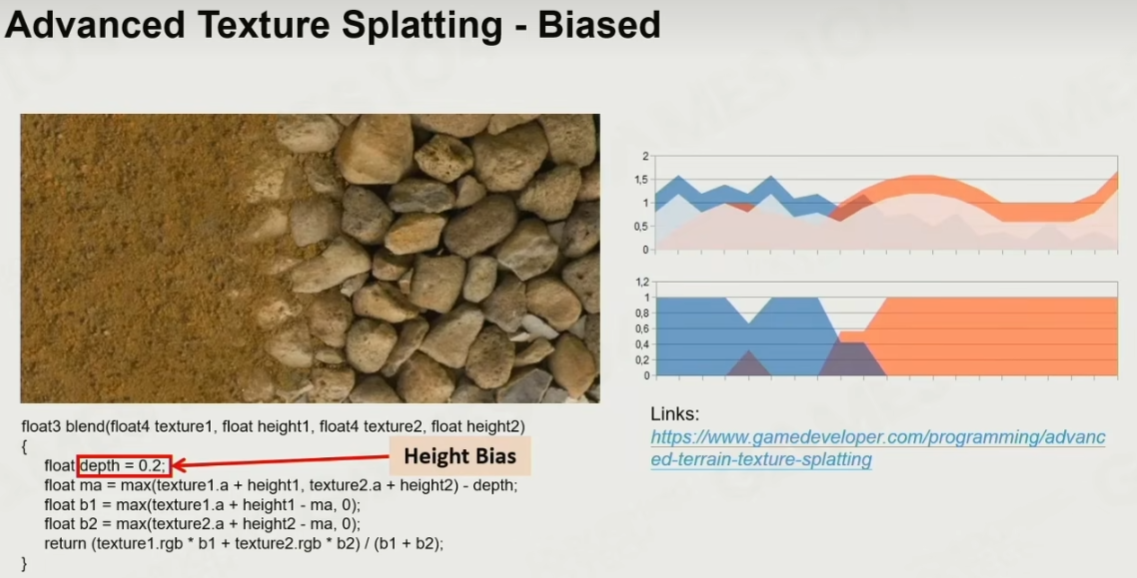 Advanced Texture Splatting - Biased
2
1,5
1
0,5
0
1,2
1
0,8
0,6
0,4
0,2
0
float3 blend(float4 texture1, float height1, float4 texture2, float height2)
{
float depth = 0.2;
Height Bias
float ma = max(texture1.a + height1, texture2.a + height2) - depth;
float b1 = max(texture1.a + height1 - ma, 0);
float b2 = max(texture2.a + height2 - ma, 0);
return (texture1.rgb * b1 + texture2.rgb * b2) / (b1 + b2);
}
Links:
https://www.gamedeveloper.com/programming/advanc
ed-terrain-texture-splatting